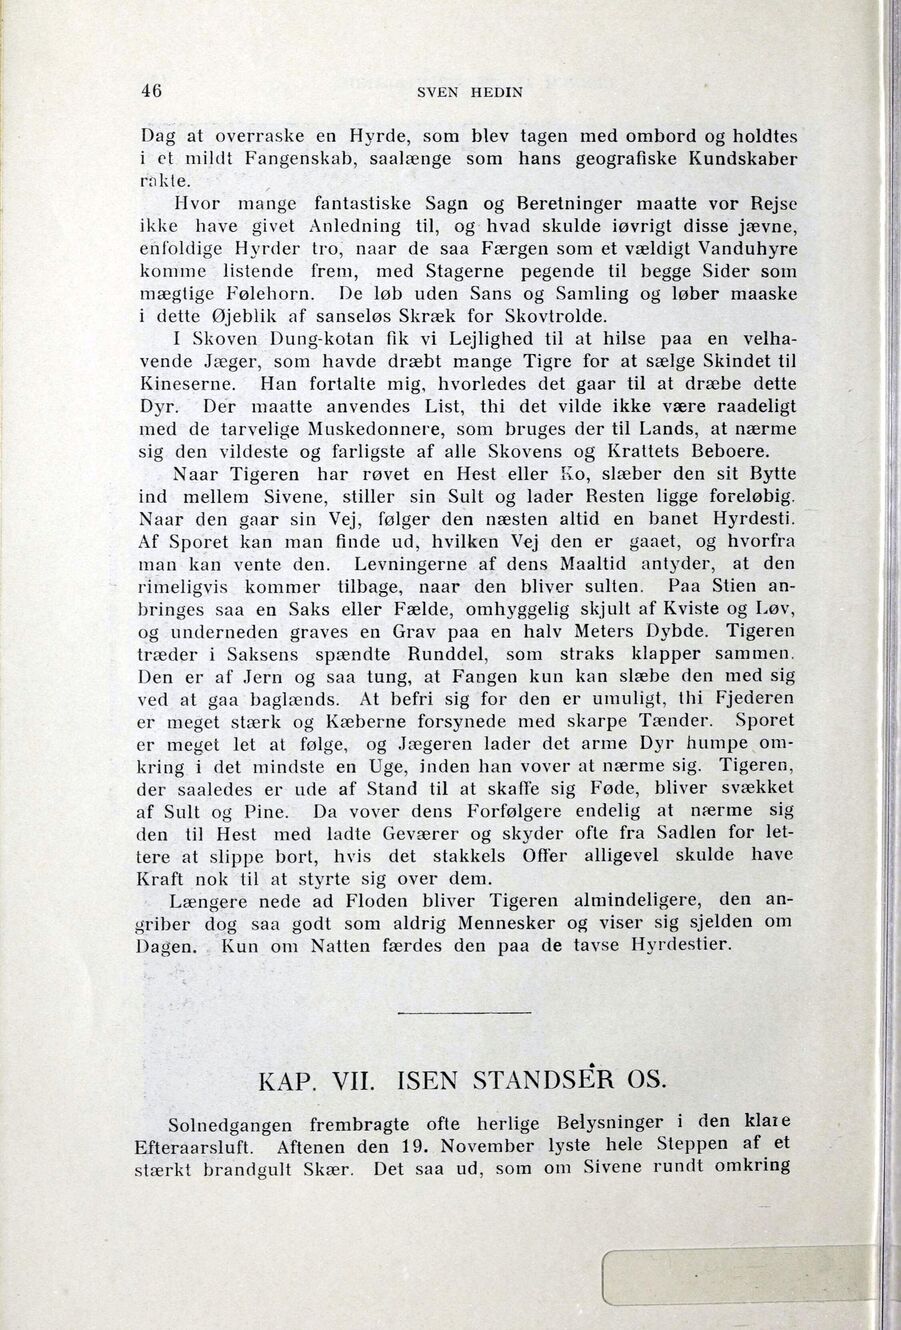 46 SVEN HEDIN
Dag at overraske en Hyrde, som blev tagen med ombord og holdtes
i et mildt Fangenskab, saalænge som hans geografiske Kundskaber
rakte.
Hvor mange fantastiske Sagn og Beretninger maatte vor Rejse
ikke have givet Anledning til, og hvad skulde iøvrigt disse jævne,
enfoldige Hyrder tro, naar de saa Færgen som et vældigt Vanduhyre
komme listende frem, med Stagerne pegende til begge Sider som
mægtige Følehorn. De løb uden Sans og Samling og løber maaske
i dette Øjeblik af sanseløs Skræk for Skovtrolde.
I Skoven Dung-kotan fik vi Lejlighed til at hilse paa en velha-
vende Jæger, som havde dræbt mange Tigre for at sælge Skindet til
Kineserne. Han fortalte mig, hvorledes det gaar til at dræbe dette
Dyr. Der maatte anvendes List, thi det vilde ikke være raadeligt
med de tarvelige Muskedonnere, som bruges der til Lands, at nærme
sig den vildeste og farligste af alle Skovens og Krattets Beboere.
Naar Tigeren har røvet en Hest eller Ko, slæber den sit Bytte
ind mellem Sivene, stiller sin Sult og lader Resten ligge foreløbig.
Naar den gaar sin Vej, følger den næsten altid en banet Hyrdesti.
Af Sporet kan man finde ud, hvilken Vej den er gaaet, og hvorfra
man kan vente den. Levningerne af dens Maaltid antyder, at den
rimeligvis kommer tilbage, naar den bliver sulten. Paa Stien an-
bringes saa en Saks eller Fælde, omhyggelig skjult af Kviste og Løv,
og underneden graves en Grav paa en halv Meters Dybde. Tigeren
træder i Saksens spændte Runddel, som straks klapper sammen.
Den er af Jern og saa tung, at Fangen kun kan slæbe den med sig
ved at gaa baglænds. At befri sig for den er umuligt, thi Fjederen
er meget stærk og Kæberne forsynede med skarpe Tænder. Sporet
er meget let at følge, og Jægeren lader det arme Dyr humpe om-
kring i det mindste en Uge, inden han vover at nærme sig. Tigeren,
der saaledes er ude af Stand til at skaffe sig Føde, bliver svækket
af Sult og Pine. Da vover dens Forfølgere endelig at nærme sig
den til Hest med ladte Geværer og skyder ofte fra Sadlen for let-
tere at slippe bort, hvis det stakkels Offer alligevel skulde have
Kraft nok til at styrte sig over dem.
Længere nede ad Floden bliver Tigeren almindeligere, den an-
griber dog saa godt som aldrig Mennesker og viser sig sjelden om
Dagen. Kun om Natten færdes den paa de tavse Hyrdestier.
KAP. VII. ISEN STANDSER OS.
Solnedgangen frembragte ofte herlige Belysninger i den klare
Efteraarsluft. Aftenen den 19. November lyste hele Steppen af et
stærkt brandgult Skær. Det saa ud, som om Sivene rundt omkring